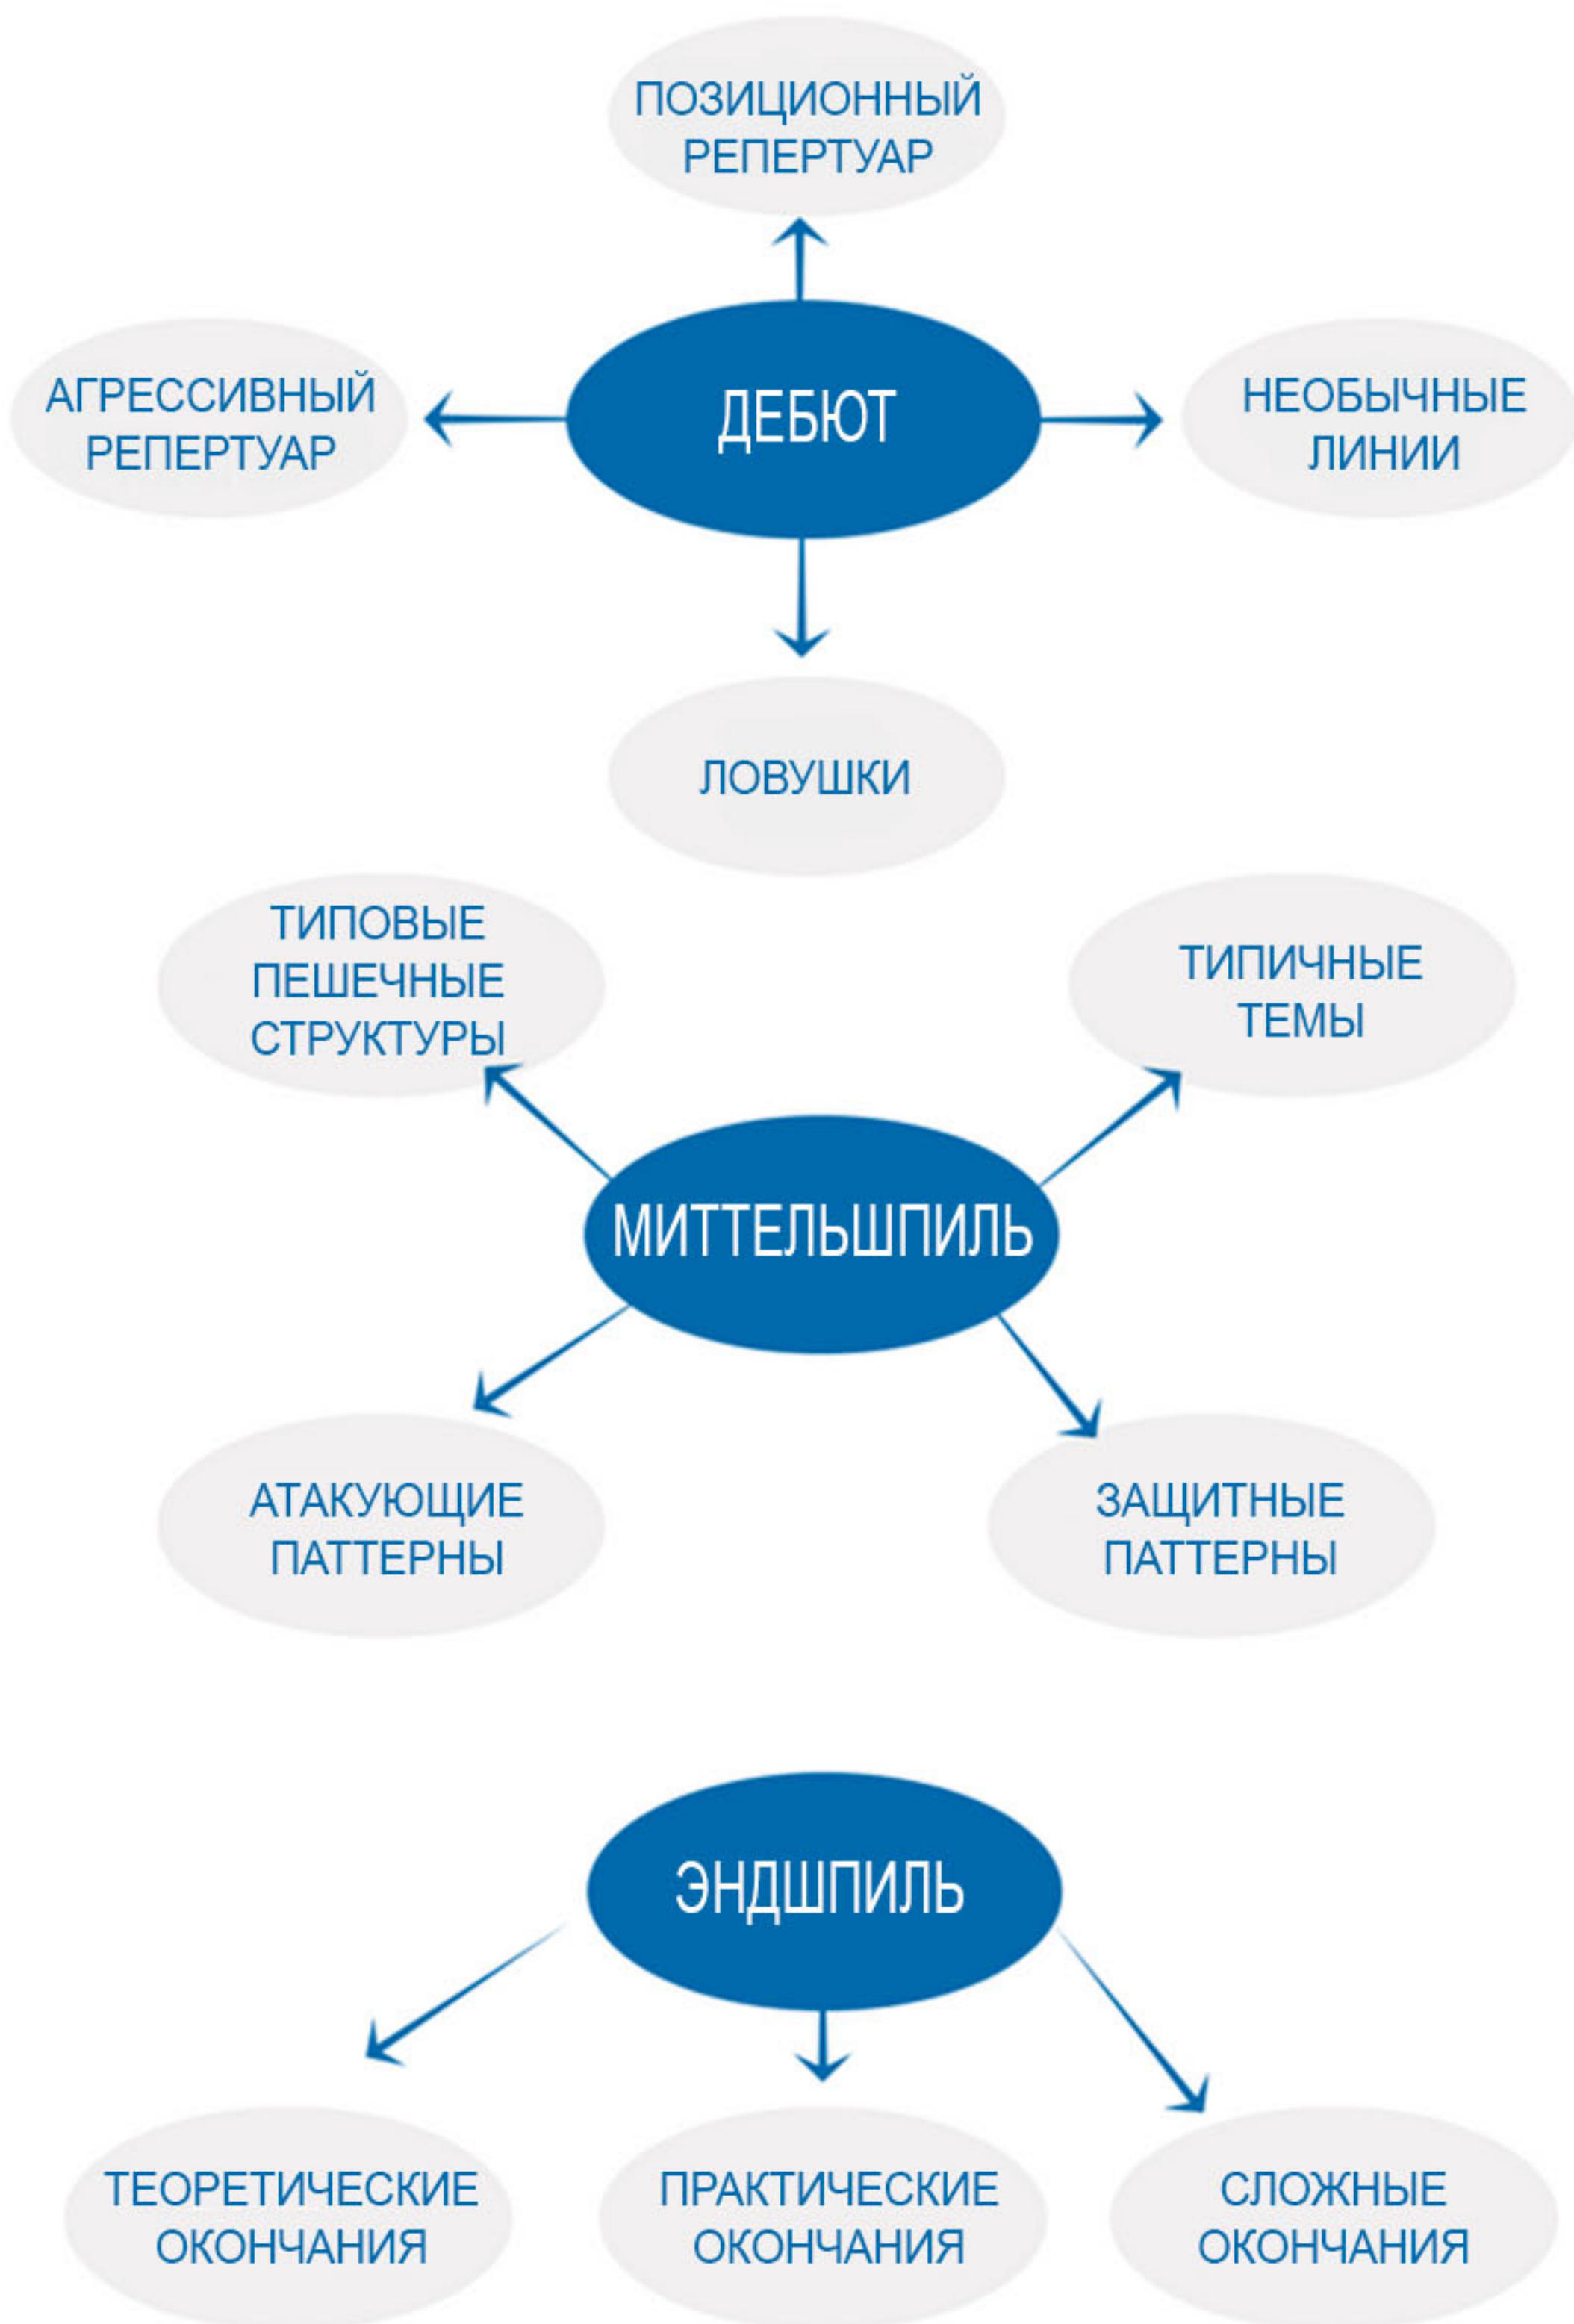 ПОЗИЦИОННЫЙ
РЕПЕРТУАР
АГРЕССИВНЫЙ
РЕПЕРТУАР
ДЕБЮТ
НЕОБЫЧНЫЕ
ЛИНИИ
ЛОВУШКИ
ТИПОВЫЕ
ПЕШЕЧНЫЕ
СТРУКТУРЫ
ТИПИЧНЫЕ
ТЕМЫ
МИТТЕЛЬШПИЛЬ
АТАКУЮЩИЕ
ПАТТЕРНЫ
ЗАЩИТНЫЕ
ПАТТЕРНЫ
ЭНДШПИЛЬ
ТЕОРЕТИЧЕСКИЕ
ОКОНЧАНИЯ
ПРАКТИЧЕСКИЕ
ОКОНЧАНИЯ
СЛОЖНЫЕ
ОКОНЧАНИЯ